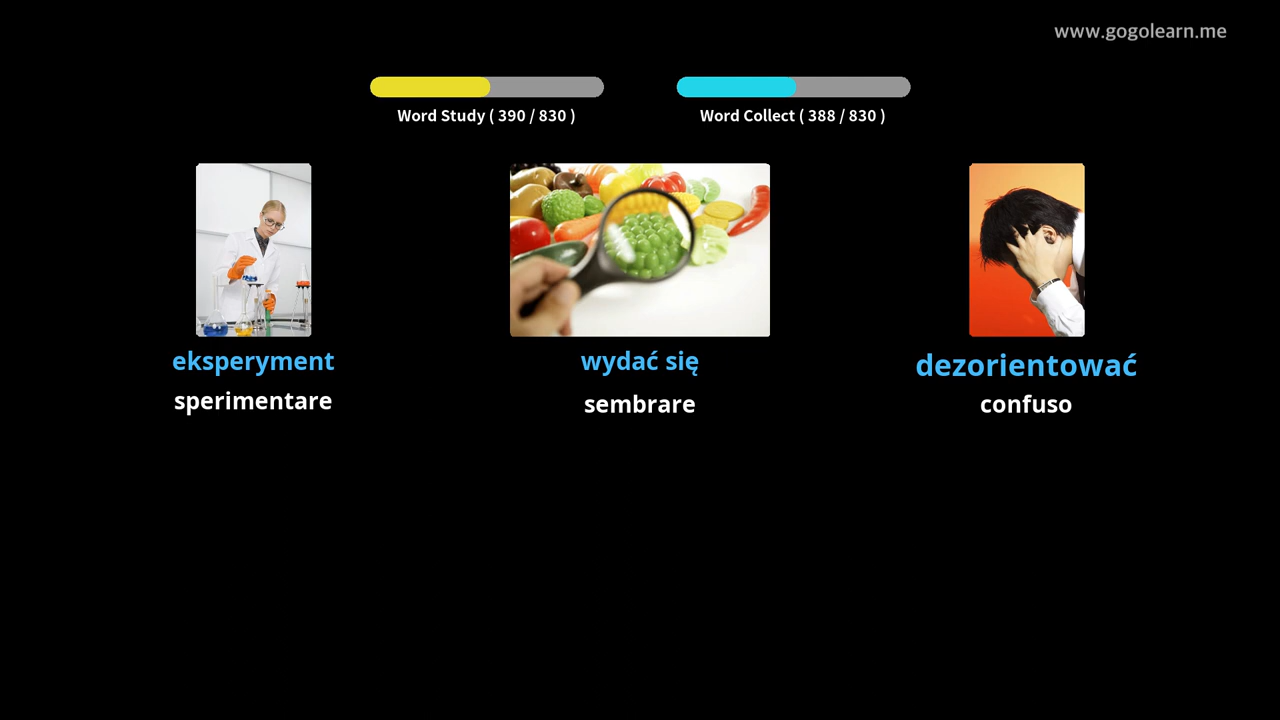 www.gogolearn.me
Word Study ( 390 / 830 )
Word Collect ( 388 / 830 )
eksperyment
sperimentare
wydać się
sembrare
dezorientować
confuso